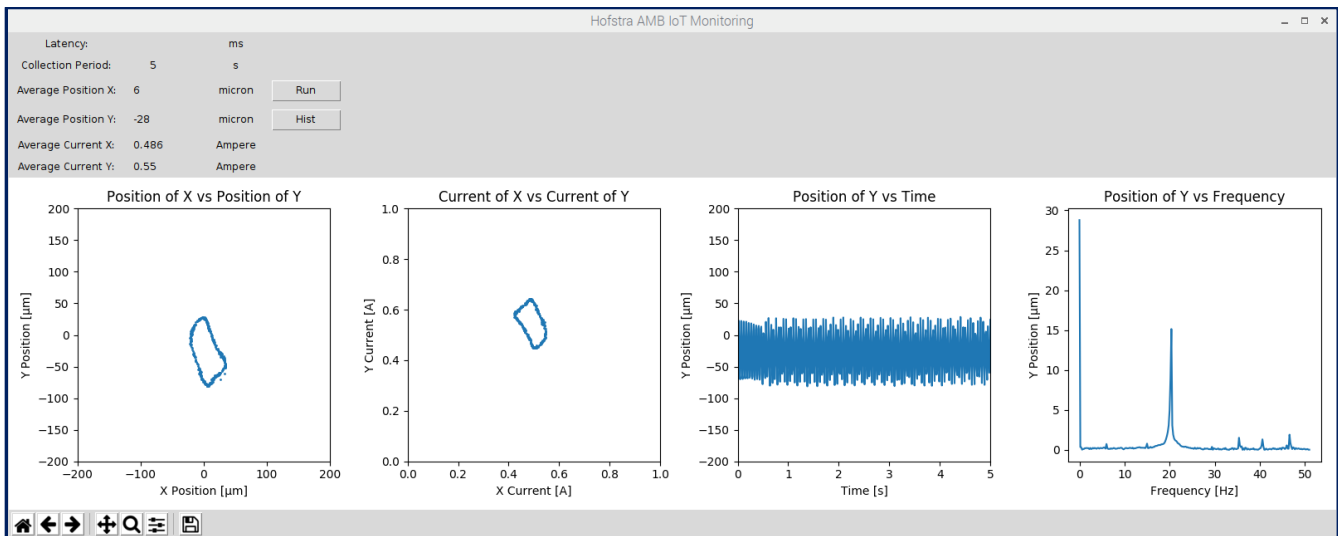 Hofstra AMB IoT Monitoring
Latency: ms
Collection Period: 5 s
Average Position X: 6 micron Run
Average Position Y: -28 micron Hist
Average Current X: 0.486 Ampere
Average Current Y: 0.55 Ampere
Position of X vs Position of Y
200
150
100
50
0
−50
−100
−150
−200
Y Position [μm]
−200 −100 0 100 200
X Position [μm]
Current of X vs Current of Y
1.0
0.8
0.6
0.4
0.2
0.0
Y Current [A]
0.0 0.2 0.4 0.6 0.8 1.0
X Current [A]
Position of Y vs Time
200
150
100
50
0
−50
−100
−150
−200
Y Position [μm]
0 1 2 3 4 5
Time [s]
Position of Y vs Frequency
30
25
20
15
10
5
0
Y Position [μm]
0 10 20 30 40 50
Frequency [Hz]